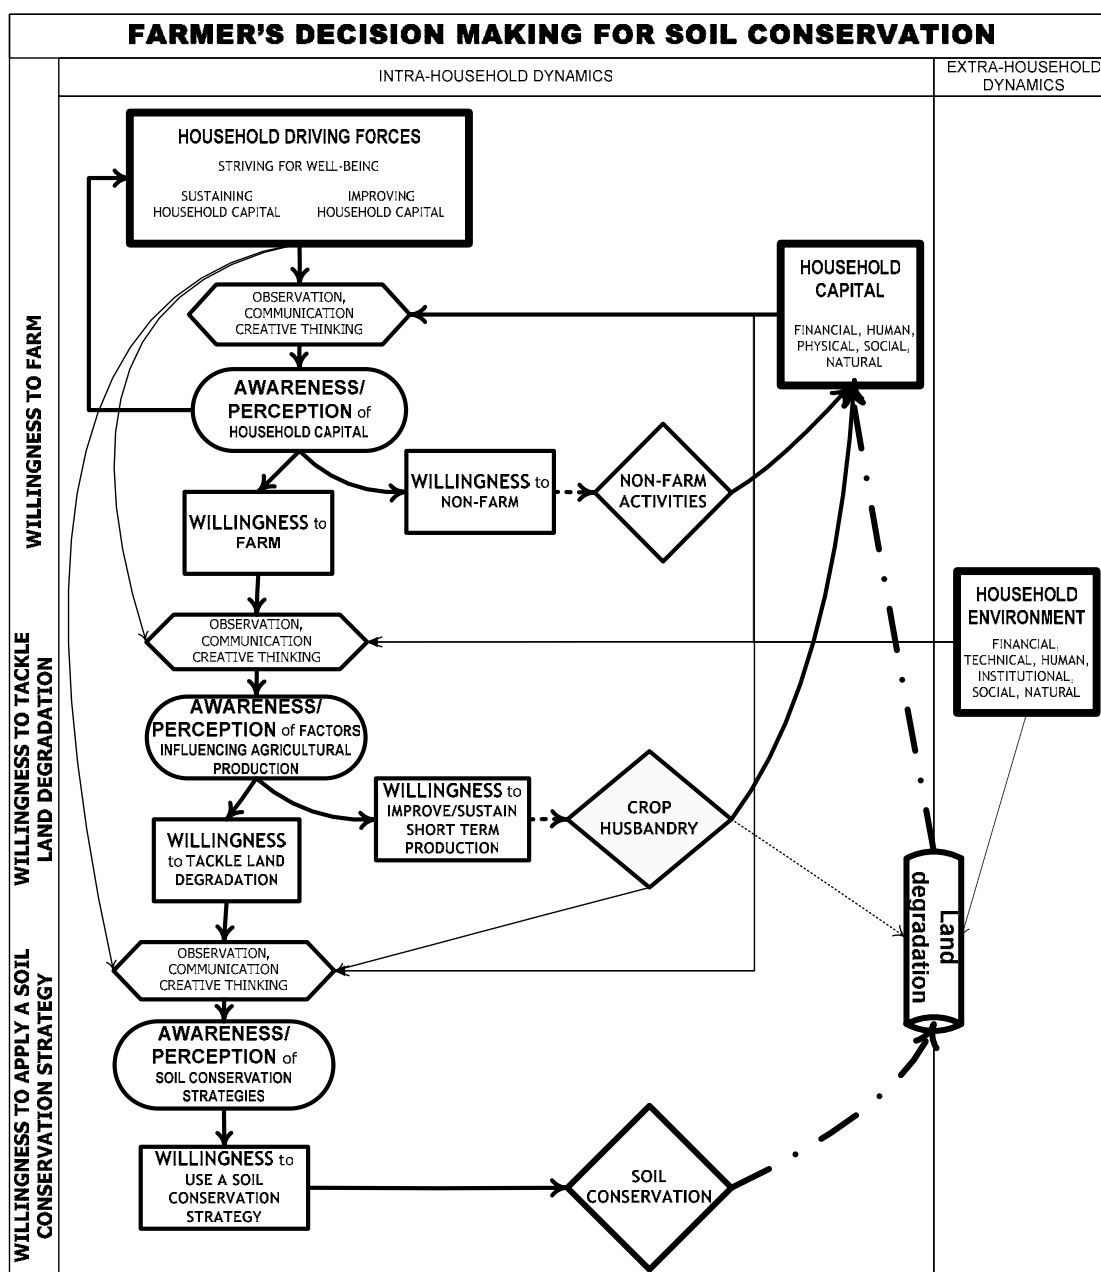 FARMER'S DECISION MAKING FOR SOIL CONSERVATION
INTRA-HOUSEHOLD DYNAMICS
EXTRA-HOUSEHOLD
DYNAMICS
WILLINGNESS TO FARM
HOUSEHOLD DRIVING FORCES
STRIVING FOR WELL-BEING
SUSTAINING
HOUSEHOLD CAPITAL
IMPROVING
HOUSEHOLD CAPITAL
OBSERVATION,
COMMUNICATION
CREATIVE THINKING
HOUSEHOLD
CAPITAL
FINANCIAL, HUMAN,
PHYSICAL, SOCIAL,
NATURAL
AWARENESS/
PERCEPTION of
HOUSEHOLD CAPITAL
WILLINGNESS to
NON-FARM
NON-FARM
ACTIVITIES
WILLINGNESS to
FARM
WILLINGNESS TO TACKLE
LAND DEGRADATION
OBSERVATION,
COMMUNICATION
CREATIVE THINKING
HOUSEHOLD
ENVIRONMENT
FINANCIAL,
TECHNICAL, HUMAN,
INSTITUTIONAL,
SOCIAL, NATURAL
AWARENESS/
PERCEPTION of FACTORS
INFLUENCING AGRICULTURAL
PRODUCTION
WILLINGNESS to
IMPROVE/SUSTAIN
SHORT TERM
PRODUCTION
CROP
HUSBANDRY
WILLINGNESS
to TACKLE LAND
DEGRADATION
Land
degradation
WILLINGNESS TO APPLY A SOIL
CONSERVATION STRATEGY
OBSERVATION,
COMMUNICATION
CREATIVE THINKING
AWARENESS/
PERCEPTION of
SOIL CONSERVATION
STRATEGIES
WILLINGNESS to
USE A SOIL
CONSERVATION
STRATEGY
SOIL
CONSERVATION